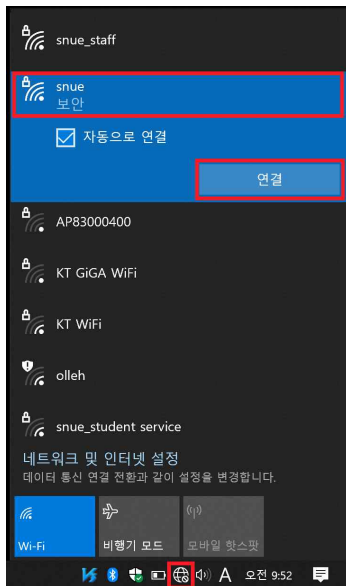 snue_staff
snue
보안
자동으로 연결
연결
AP83000400
KT GiGA WiFi
KT WiFi
olleh
snue_student service
네트워크 및 인터넷 설정
데이터 통신 연결 전환과 같이 설정을 변경합니다.
Wi-Fi
비행기 모드
모바일 핫스팟
A
오전 9:52